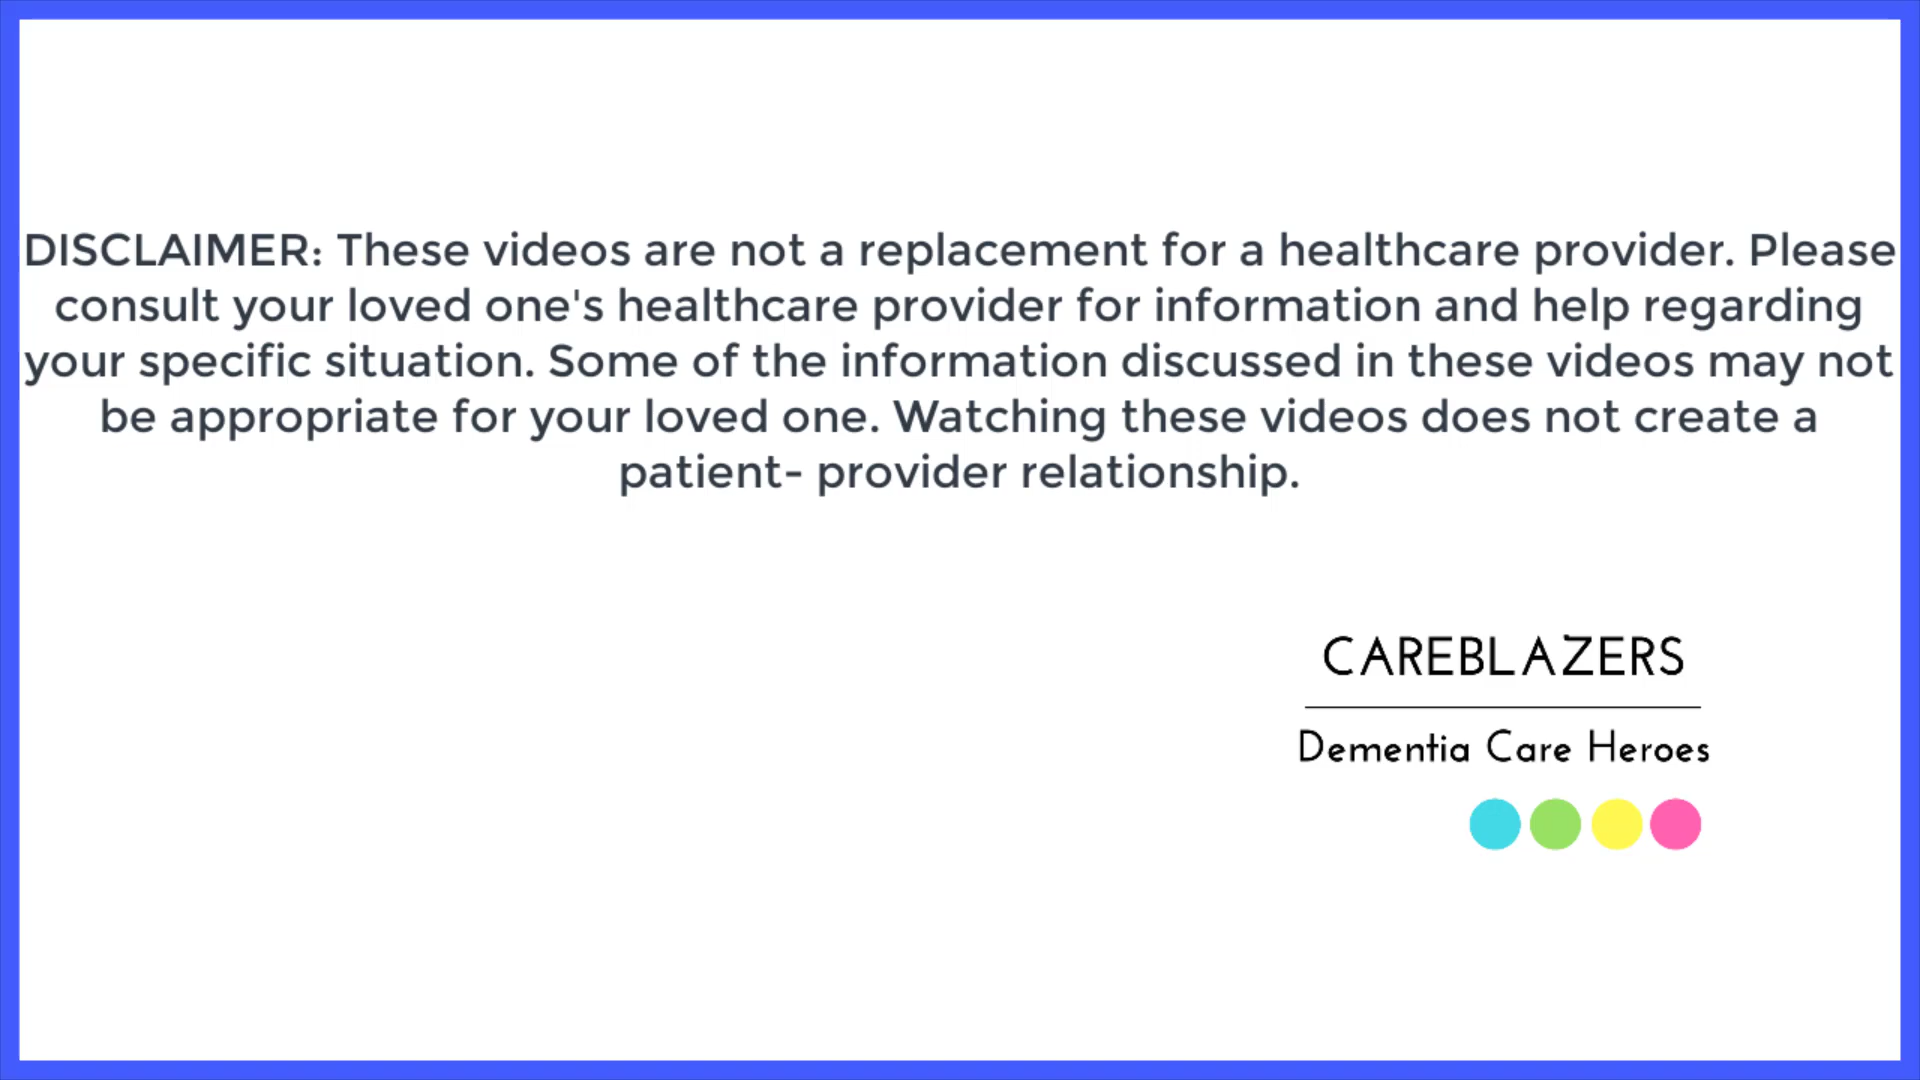 DISCLAIMER: These videos are not a replacement for a healthcare provider. Please
consult your loved one's healthcare provider for information and help regarding
your specific situation. Some of the information discussed in these videos may not
be appropriate for your loved one. Watching these videos does not create a
patient- provider relationship.
CAREBLAZERS
Dementia Care Heroes